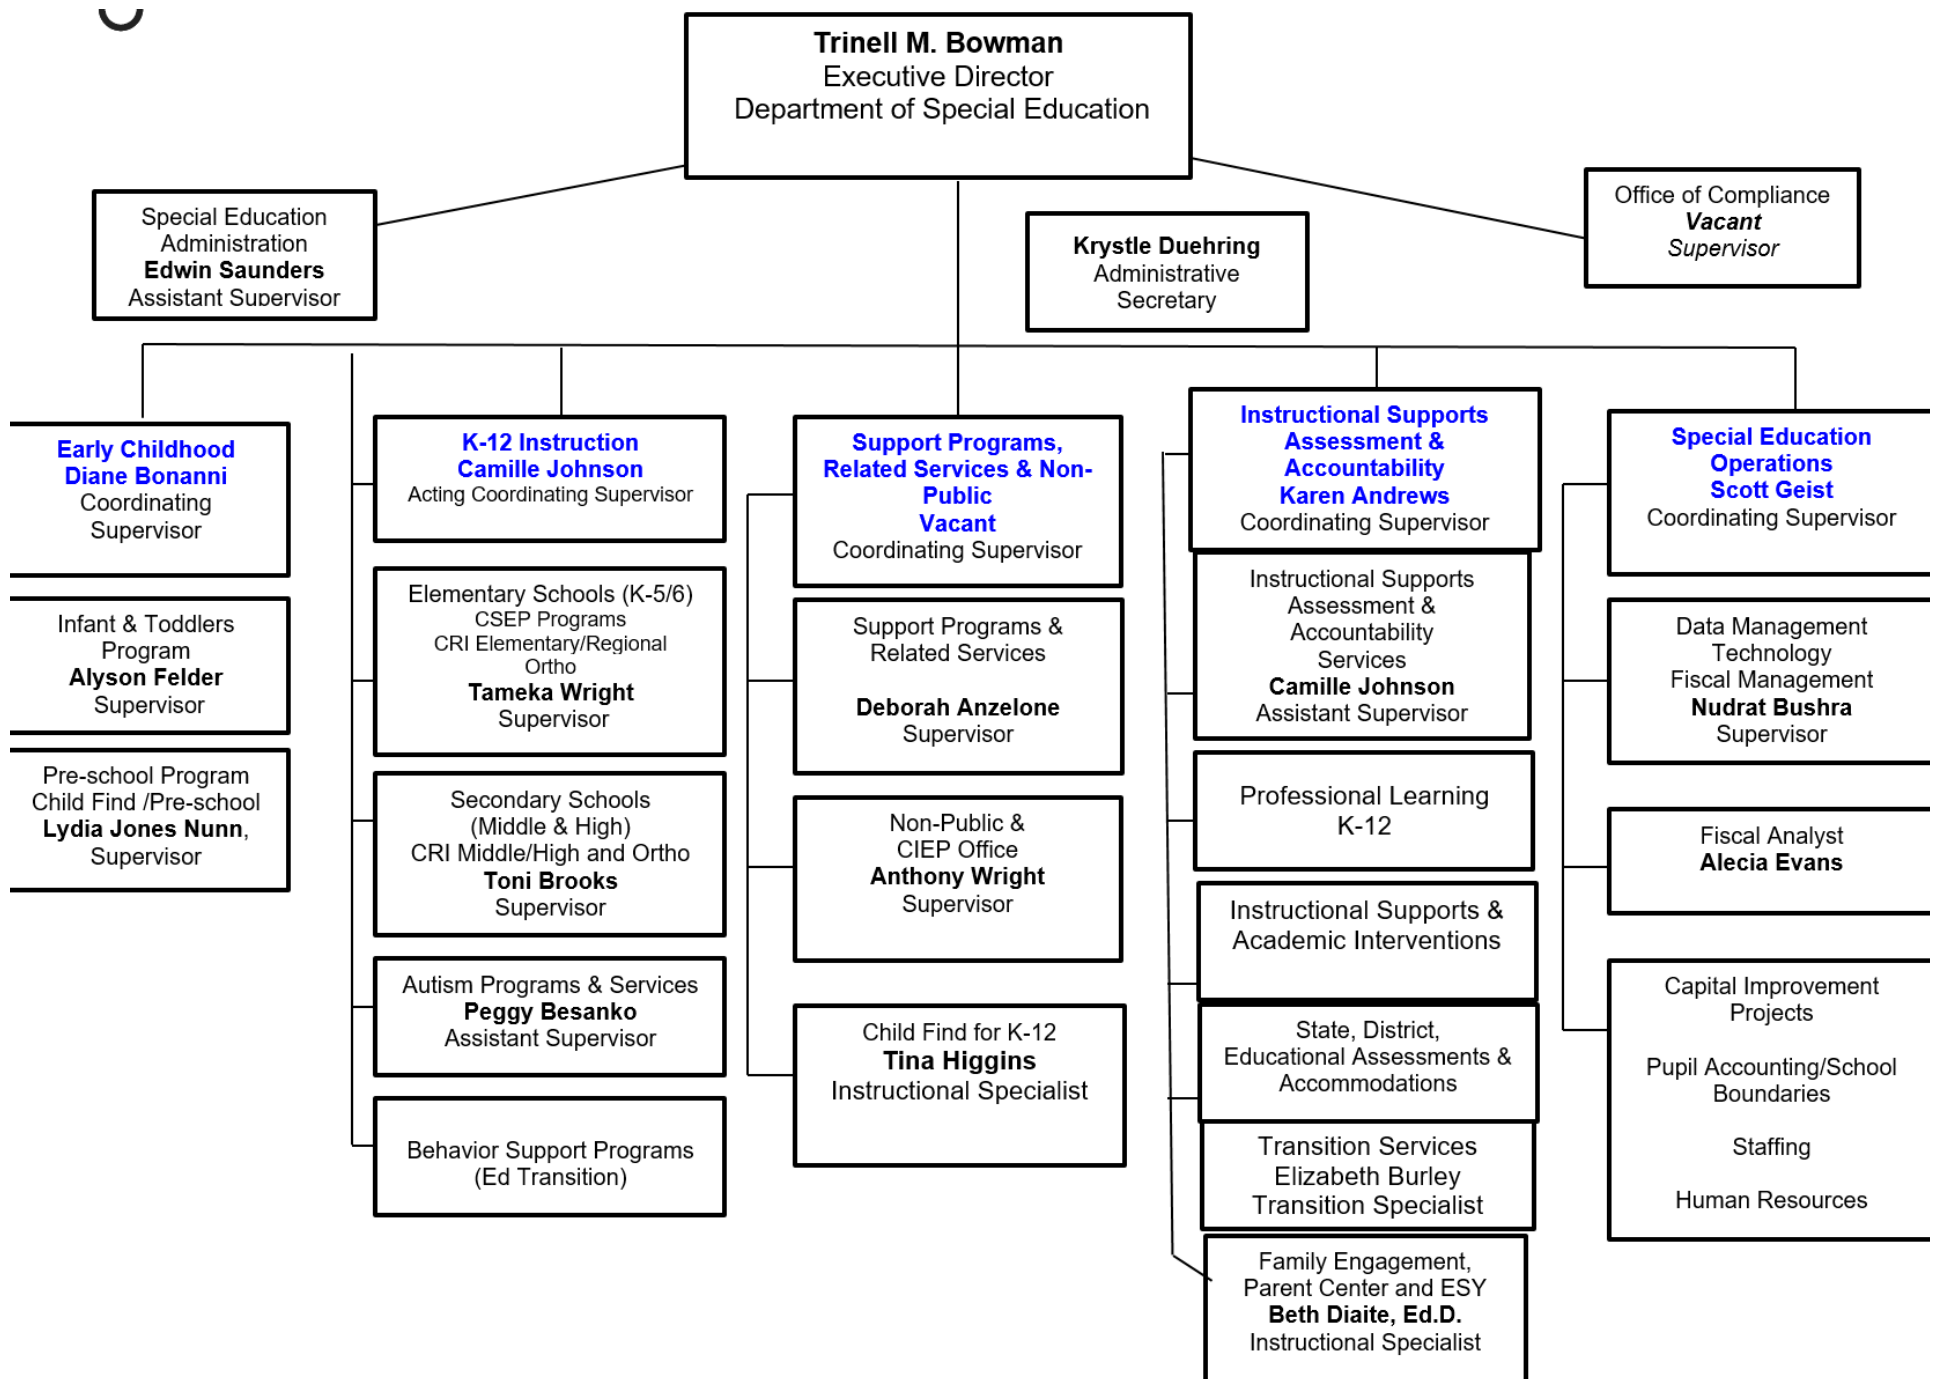 Trinell M. Bowman
Executive Director
Department of Special Education
Special Education
Administration
Edwin Saunders
Assistant Supervisor
Krystle Duehring
Administrative
Secretary
Office of Compliance
Vacant
Supervisor
Early Childhood
Diane Bonanni
Coordinating
Supervisor
Infant & Toddlers
Program
Alyson Felder
Supervisor
Pre-school Program
Child Find /Pre-school
Lydia Jones Nunn,
Supervisor
K-12 Instruction
Camille Johnson
Acting Coordinating Supervisor
Elementary Schools (K-5/6)
CSEP Programs
CRI Elementary/Regional
Ortho
Tameka Wright
Supervisor
Secondary Schools
(Middle & High)
CRI Middle/High and Ortho
Toni Brooks
Supervisor
Autism Programs & Services
Peggy Besanko
Assistant Supervisor
Behavior Support Programs
(Ed Transition)
Support Programs,
Related Services & Non-
Public
Vacant
Coordinating Supervisor
Support Programs &
Related Services
Deborah Anzelone
Supervisor
Non-Public &
CIEP Office
Anthony Wright
Supervisor
Child Find for K-12
Tina Higgins
Instructional Specialist
Instructional Supports
Assessment &
Accountability
Karen Andrews
Coordinating Supervisor
Instructional Supports
Assessment &
Accountability
Services
Camille Johnson
Assistant Supervisor
Professional Learning
K-12
Instructional Supports &
Academic Interventions
State, District,
Educational Assessments &
Accommodations
Transition Services
Elizabeth Burley
Transition Specialist
Family Engagement,
Parent Center and ESY
Beth Diaite, Ed.D.
Instructional Specialist
Special Education
Operations
Scott Geist
Coordinating Supervisor
Data Management
Technology
Fiscal Management
Nudrat Bushra
Supervisor
Fiscal Analyst
Alecia Evans
Capital Improvement
Projects
Pupil Accounting/School
Boundaries
Staffing
Human Resources